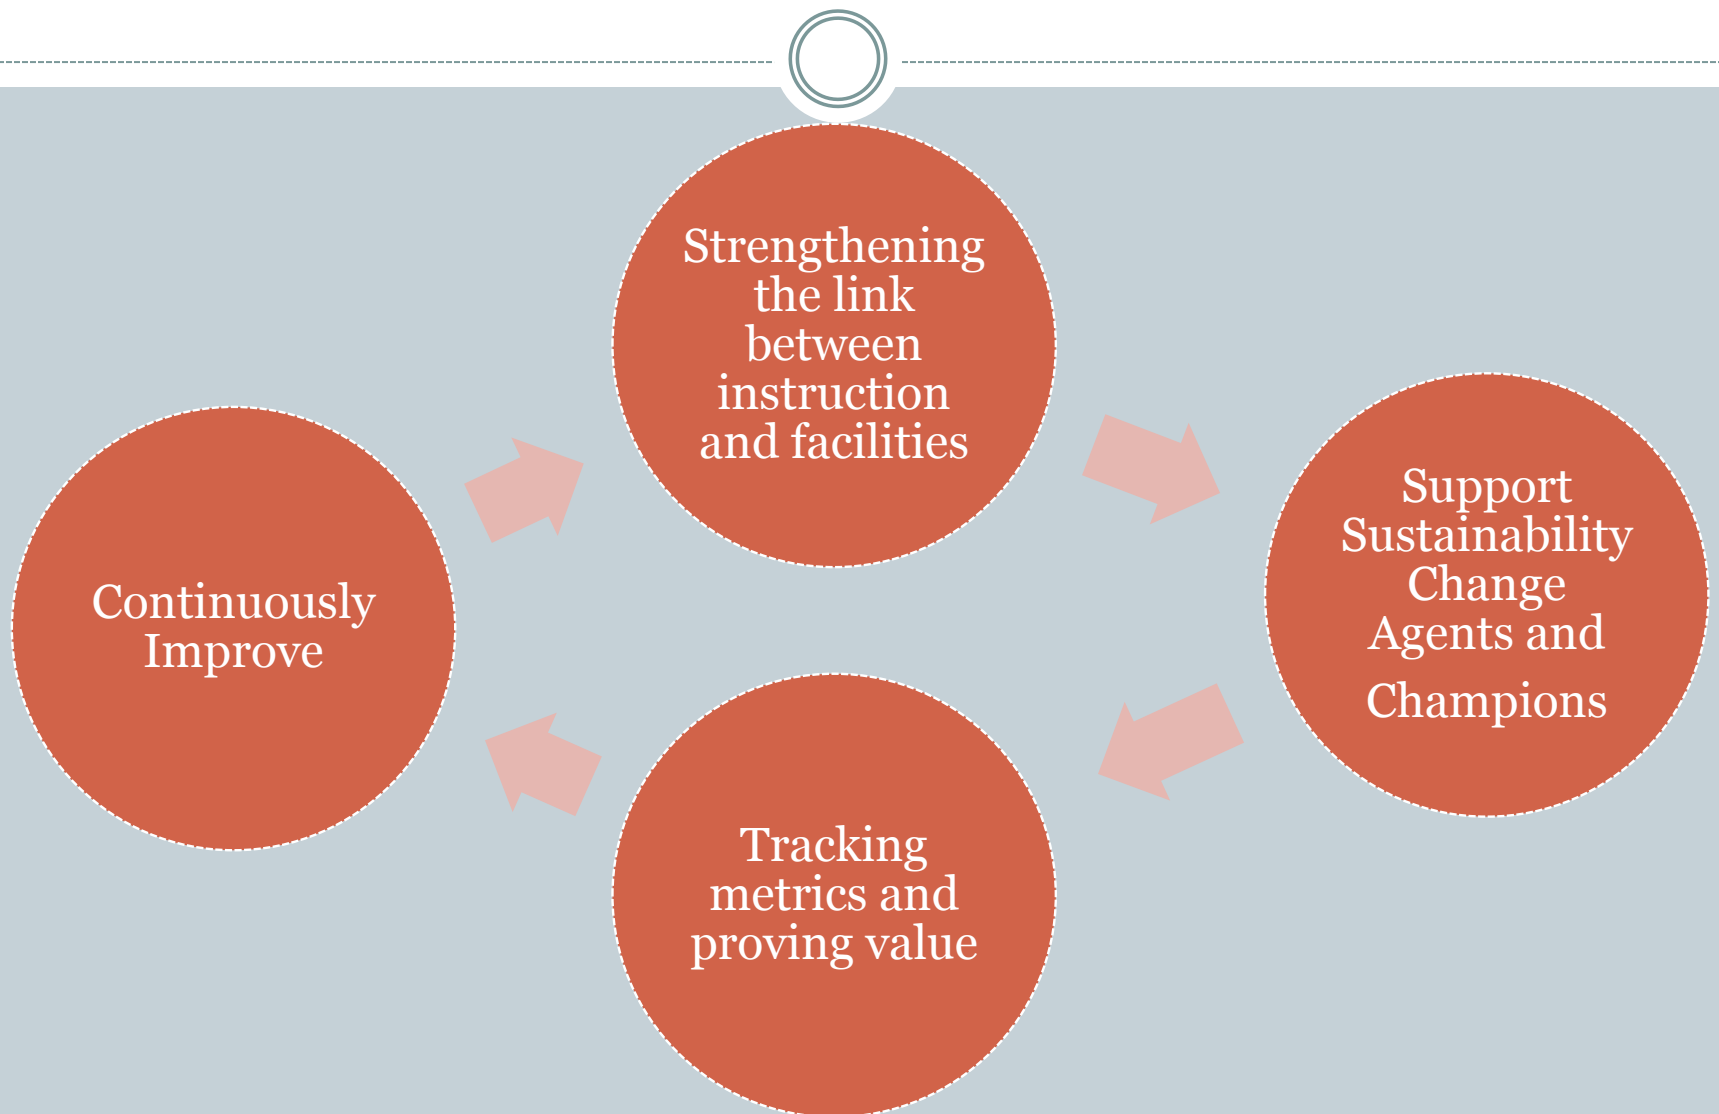 Strengthening
the link
between
instruction
and facilities
Support
Sustainability
Change
Agents and
Champions
Tracking
metrics and
proving value
Continuously
Improve